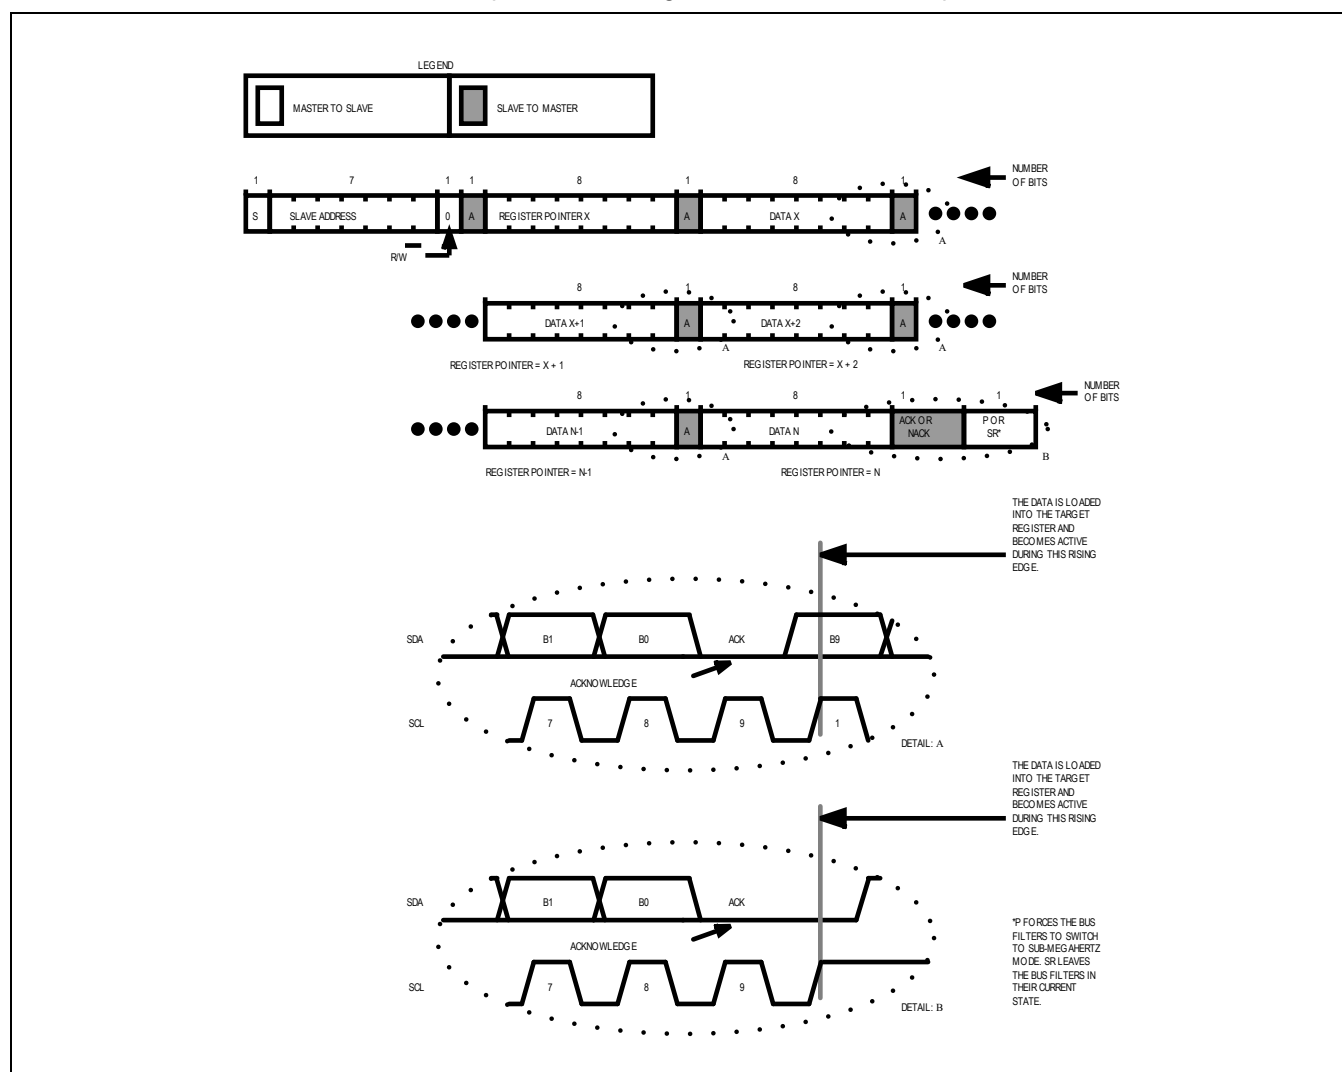 LEGEND
MASTER TO SLAVE
SLAVE TO MASTER
NUMBER
OF BITS
1 7 1 1 8 1 8 1
S SLAVE ADDRESS 0 A REGISTER POINTER X A DATA X A
A
R/W
NUMBER
OF BITS
8 1 8 1
DATA X+1 A DATA X+2 A
A A
REGISTER POINTER = X + 1 REGISTER POINTER = X + 2
NUMBER
OF BITS
8 1 8 1 1
DATA N-1 A DATA N ACK OR
NACK
P OR
SR*
A B
REGISTER POINTER = N-1 REGISTER POINTER = N
THE DATA IS LOADED
INTO THE TARGET
REGISTER AND
BECOMES ACTIVE
DURING THIS RISING
EDGE.
SDA B1 B0 ACK B9
ACKNOWLEDGE
SCL 7 8 9 1
DETAIL: A
THE DATA IS LOADED
INTO THE TARGET
REGISTER AND
BECOMES ACTIVE
DURING THIS RISING
EDGE.
SDA B1 B0 ACK
ACKNOWLEDGE
SCL 7 8 9
DETAIL: B
*P FORCES THE BUS
FILTERS TO SWITCH
TO SUB-MEGAHERTZ
MODE. SR LEAVES
THE BUS FILTERS IN
THEIR CURRENT
STATE.